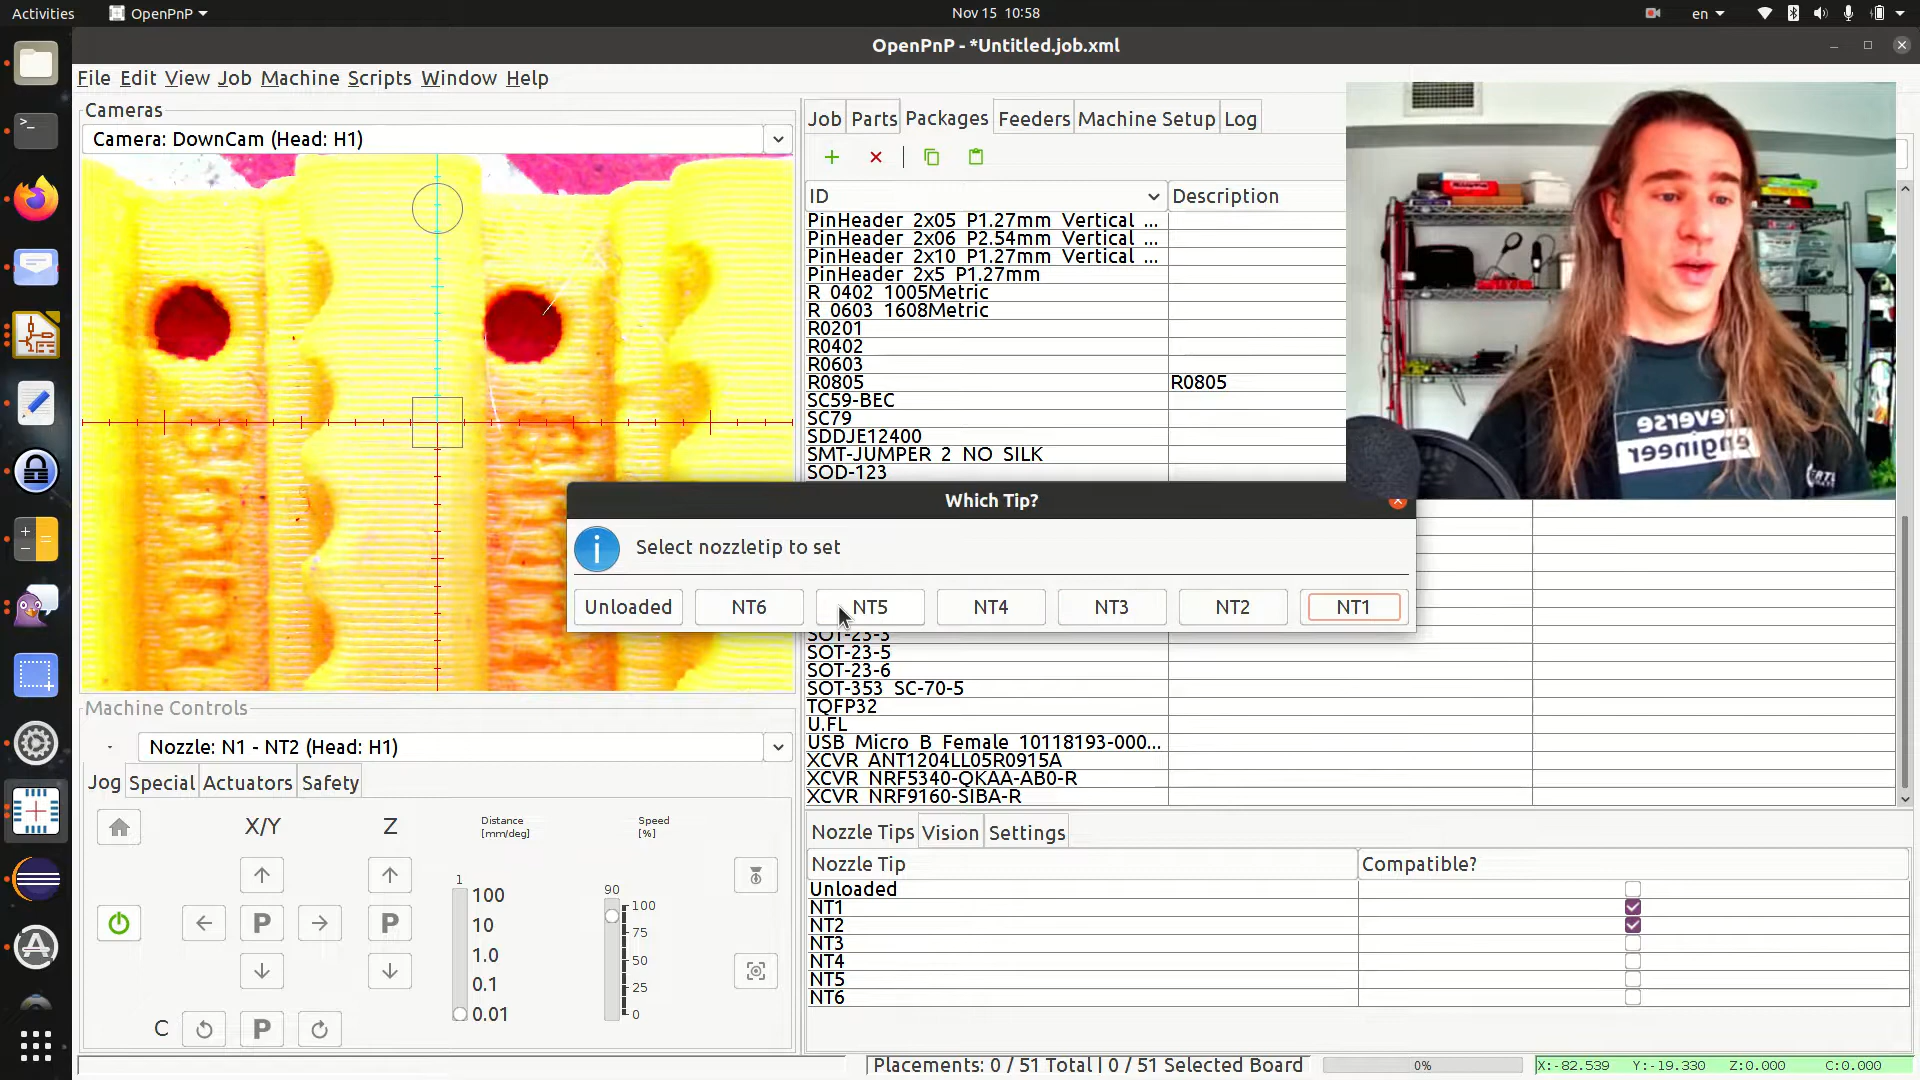 Activities
OpenPnP
Nov 15 10:58
en
OpenPnP - *Untitled.job.xml
File Edit View Job Machine Scripts Window Help
Cameras
Camera: DownCam (Head: H1)
Job Parts Packages Feeders Machine Setup Log
ID Description
PinHeader 2x05 P1.27mm Vertical ...
PinHeader 2x06 P2.54mm Vertical ...
PinHeader 2x10 P1.27mm Vertical ...
PinHeader 2x5 P1.27mm
R 0402 1005Metric
R 0603 1608Metric
R0201
R0402
R0603
R0805 R0805
SC59-BEC
SC79
SDDJE12400
SMT-JUMPER 2 NO SILK
SOD-123
reverse
engineer
Which Tip?
Select nozzletip to set
Unloaded NT6 NT5 NT4 NT3 NT2 NT1
SOT-23-3
SOT-23-5
SOT-23-6
SOT-353 SC-70-5
TQFP32
U.FL
USB Micro B Female 10118193-000...
XCVR ANT1204LL05R0915A
XCVR NRF5340-QKAA-AB0-R
XCVR NRF9160-SIBA-R
Machine Controls
Nozzle: N1 - NT2 (Head: H1)
Jog Special Actuators Safety
X/Y Z
Distance
[mm/deg]
Speed
[%]
1
100
10
1.0
0.1
0.01
90
100
75
50
25
0
P P
C P
Nozzle Tips Vision Settings
Nozzle Tip Compatible?
Unloaded
NT1
NT2
NT3
NT4
NT5
NT6
Placements: 0 / 51 Total | 0 / 51 Selected Board
0%
X:-82.539 Y:-19.330 Z:0.000 C:0.000